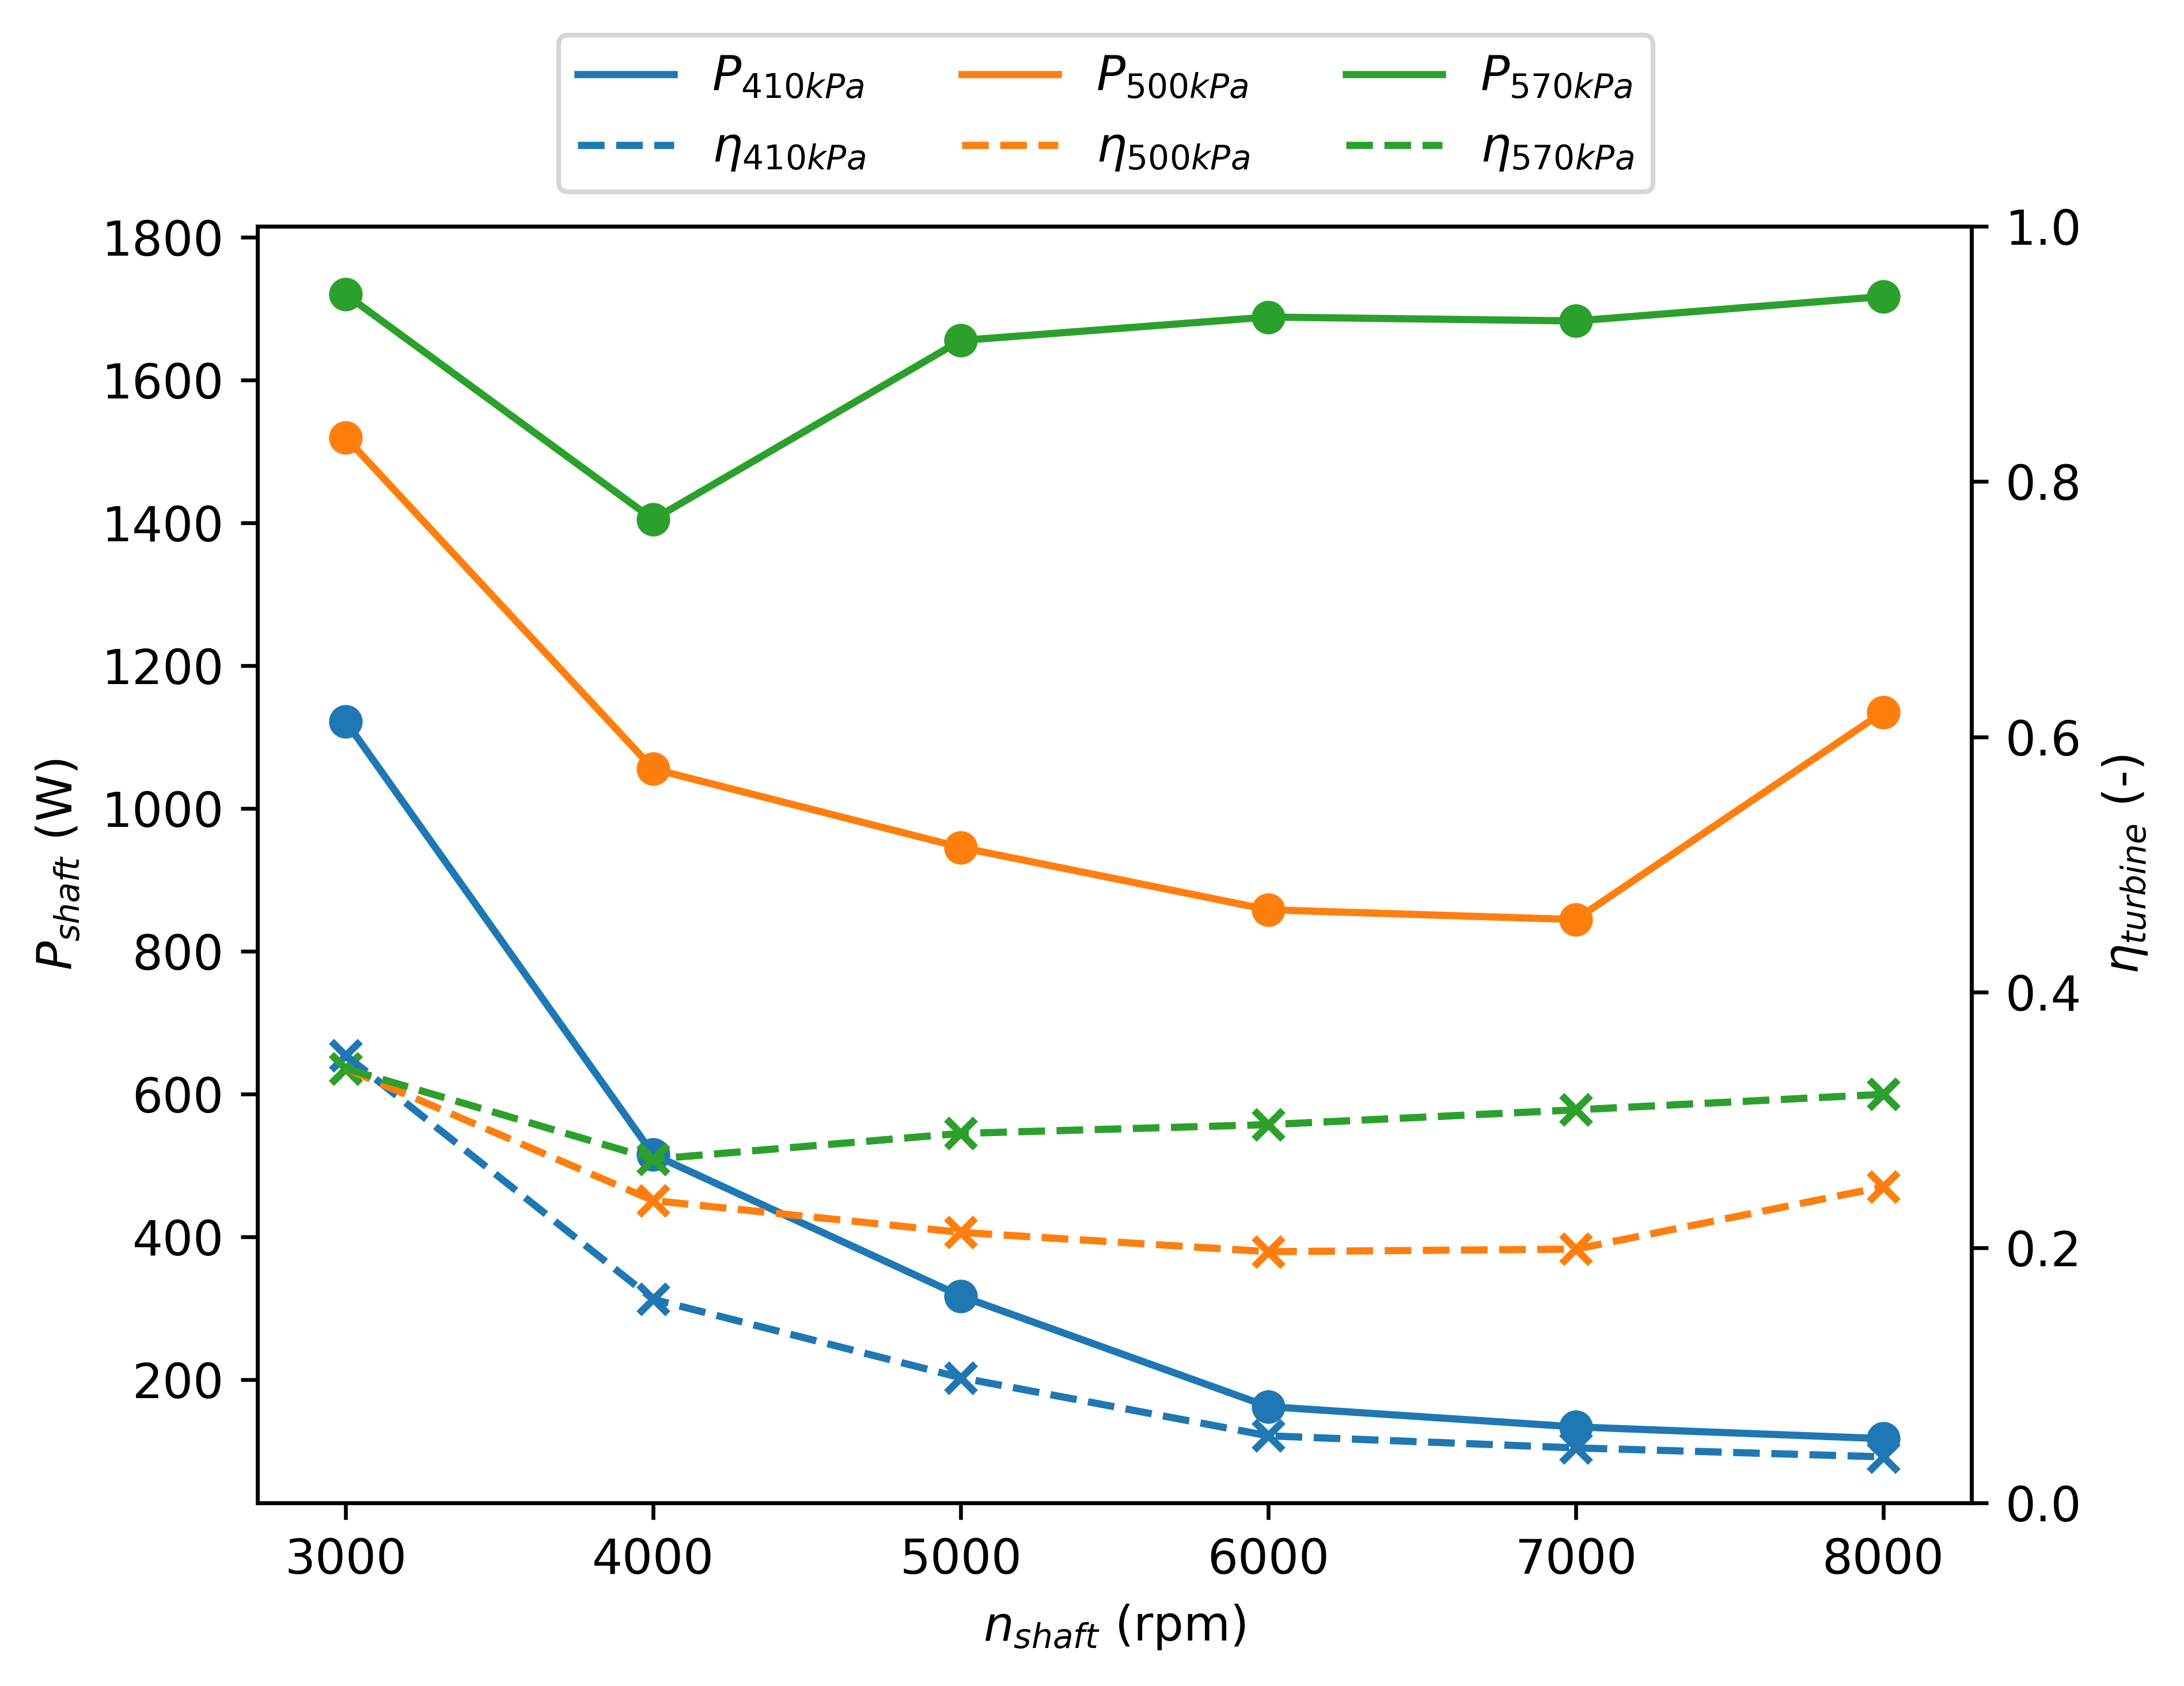 P410kPa P500kPa P570kPa
η410kPa η500kPa η570kPa
1800
1600
1400
1200
1000
800
600
400
200
Pshaft (W)
1.0
0.8
0.6
0.4
0.2
0.0
ηturbine (-)
3000 4000 5000 6000 7000 8000
nshaft (rpm)